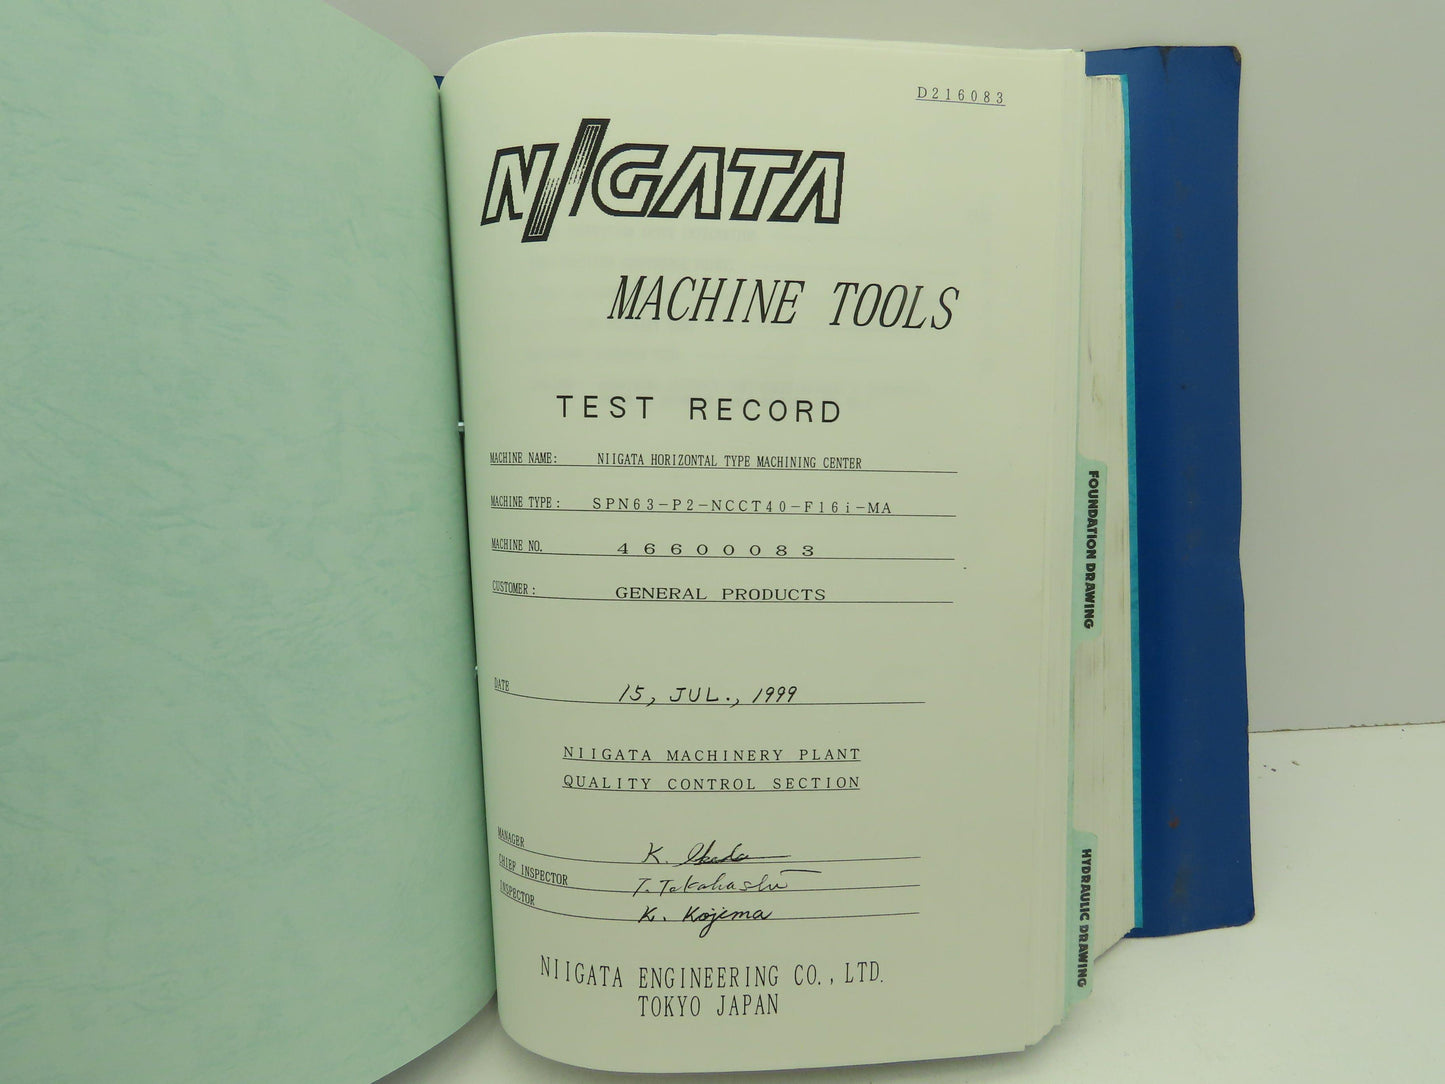 D216083
NIIGATA
MACHINE TOOLS
TEST RECORD
MACHINE NAME: NIIGATA HORIZONTAL TYPE MACHINING CENTER
MACHINE TYPE: SPN63-P2-NCCT40-F16i-MA
MACHINE NO. 46600083
CUSTOMER: GENERAL PRODUCTS
DATE 15, JUL., 1999
NIIGATA MACHINERY PLANT
QUALITY CONTROL SECTION
MANAGER K. Ikeda
CHIEF INSPECTOR T. Takahashi
INSPECTOR K. Kojima
NIIGATA ENGINEERING CO., LTD.
TOKYO JAPAN
FOUNDATION DRAWING
HYDRAULIC DRAWING